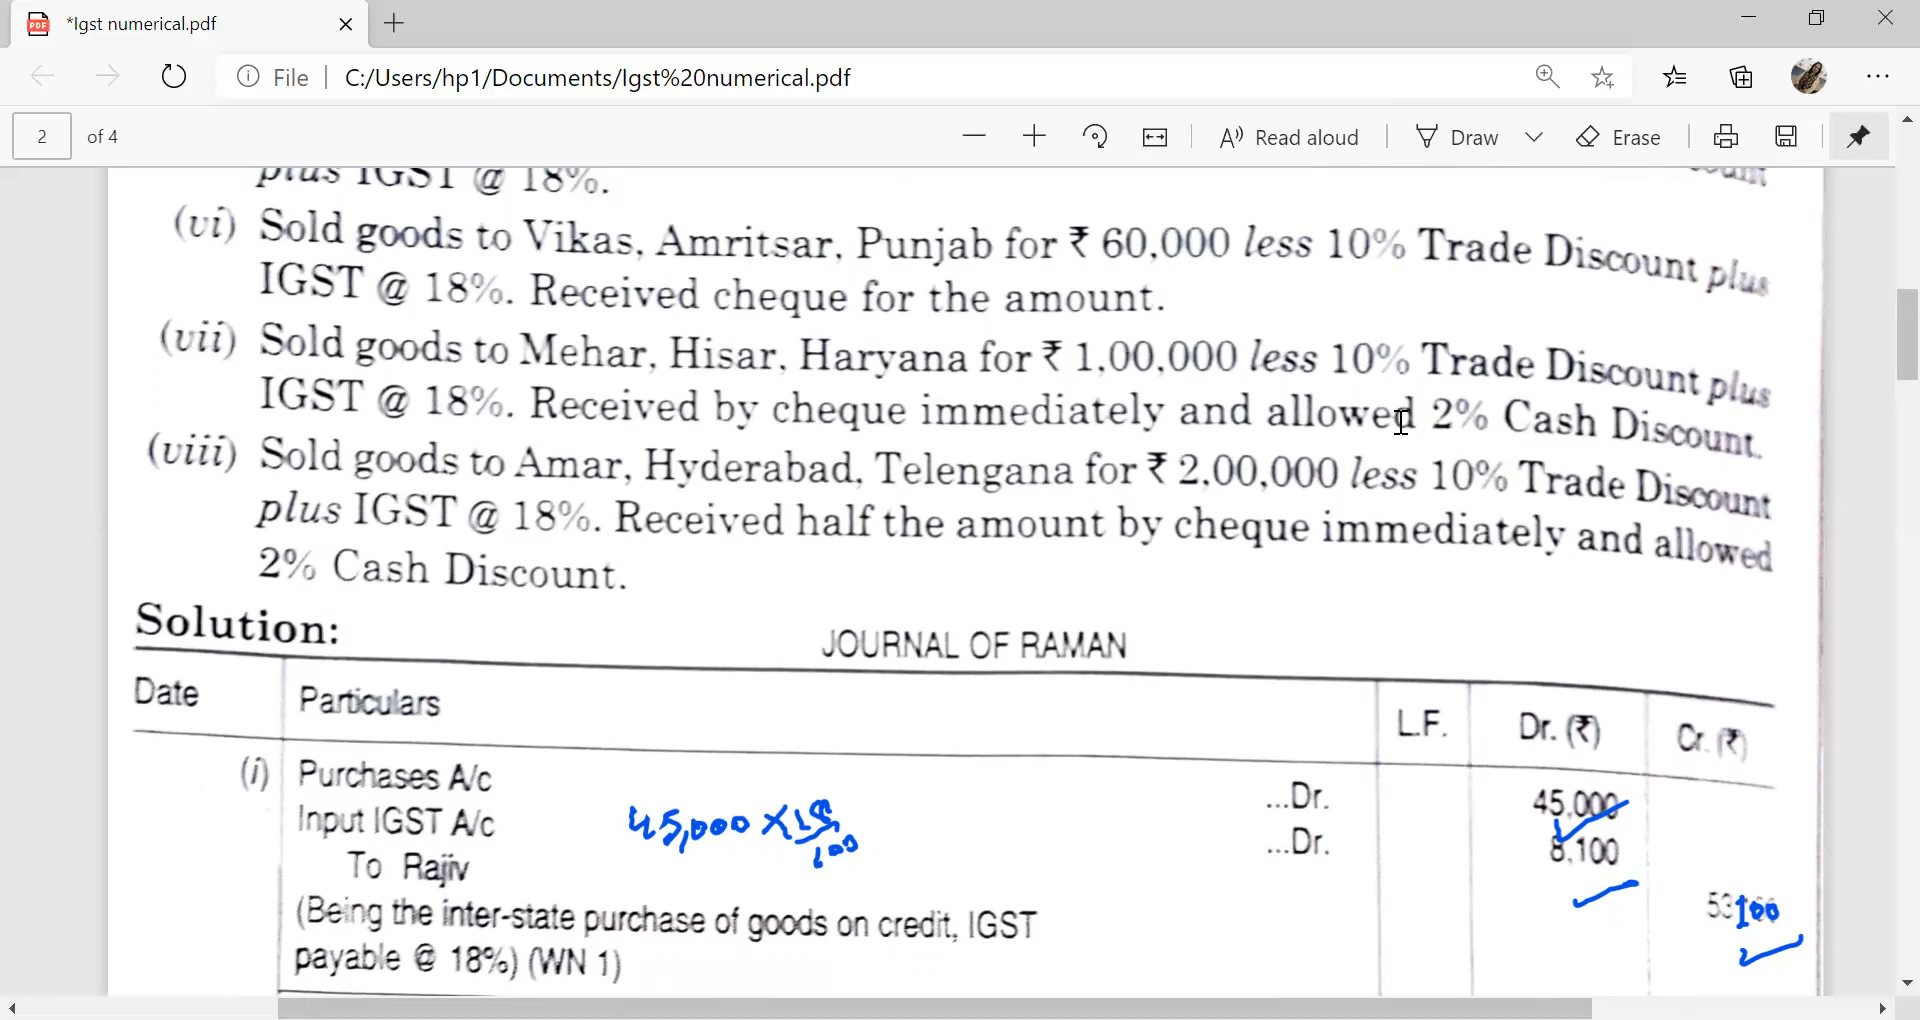 *Igst numerical.pdf
File | C:/Users/hp1/Documents/Igst%20numerical.pdf
2 of 4 Read aloud Draw Erase
plus IGST @ 18%.
(vi) Sold goods to Vikas, Amritsar, Punjab for ₹ 60,000 less 10% Trade Discount plus
IGST @ 18%. Received cheque for the amount.
(vii) Sold goods to Mehar, Hisar, Haryana for ₹ 1,00,000 less 10% Trade Discount plus
IGST @ 18%. Received by cheque immediately and allowed 2% Cash Discount.
(viii) Sold goods to Amar, Hyderabad, Telengana for ₹ 2,00,000 less 10% Trade Discount
plus IGST @ 18%. Received half the amount by cheque immediately and allowed
2% Cash Discount.
Solution:
JOURNAL OF RAMAN
Date Particulars L.F. Dr. (₹) Cr. (₹)
(i) Purchases A/c ...Dr. 45,000
Input IGST A/c 45,000 × 18/100 ...Dr. 8,100
To Rajiv 53100
(Being the inter-state purchase of goods on credit, IGST
payable @ 18%) (WN 1)